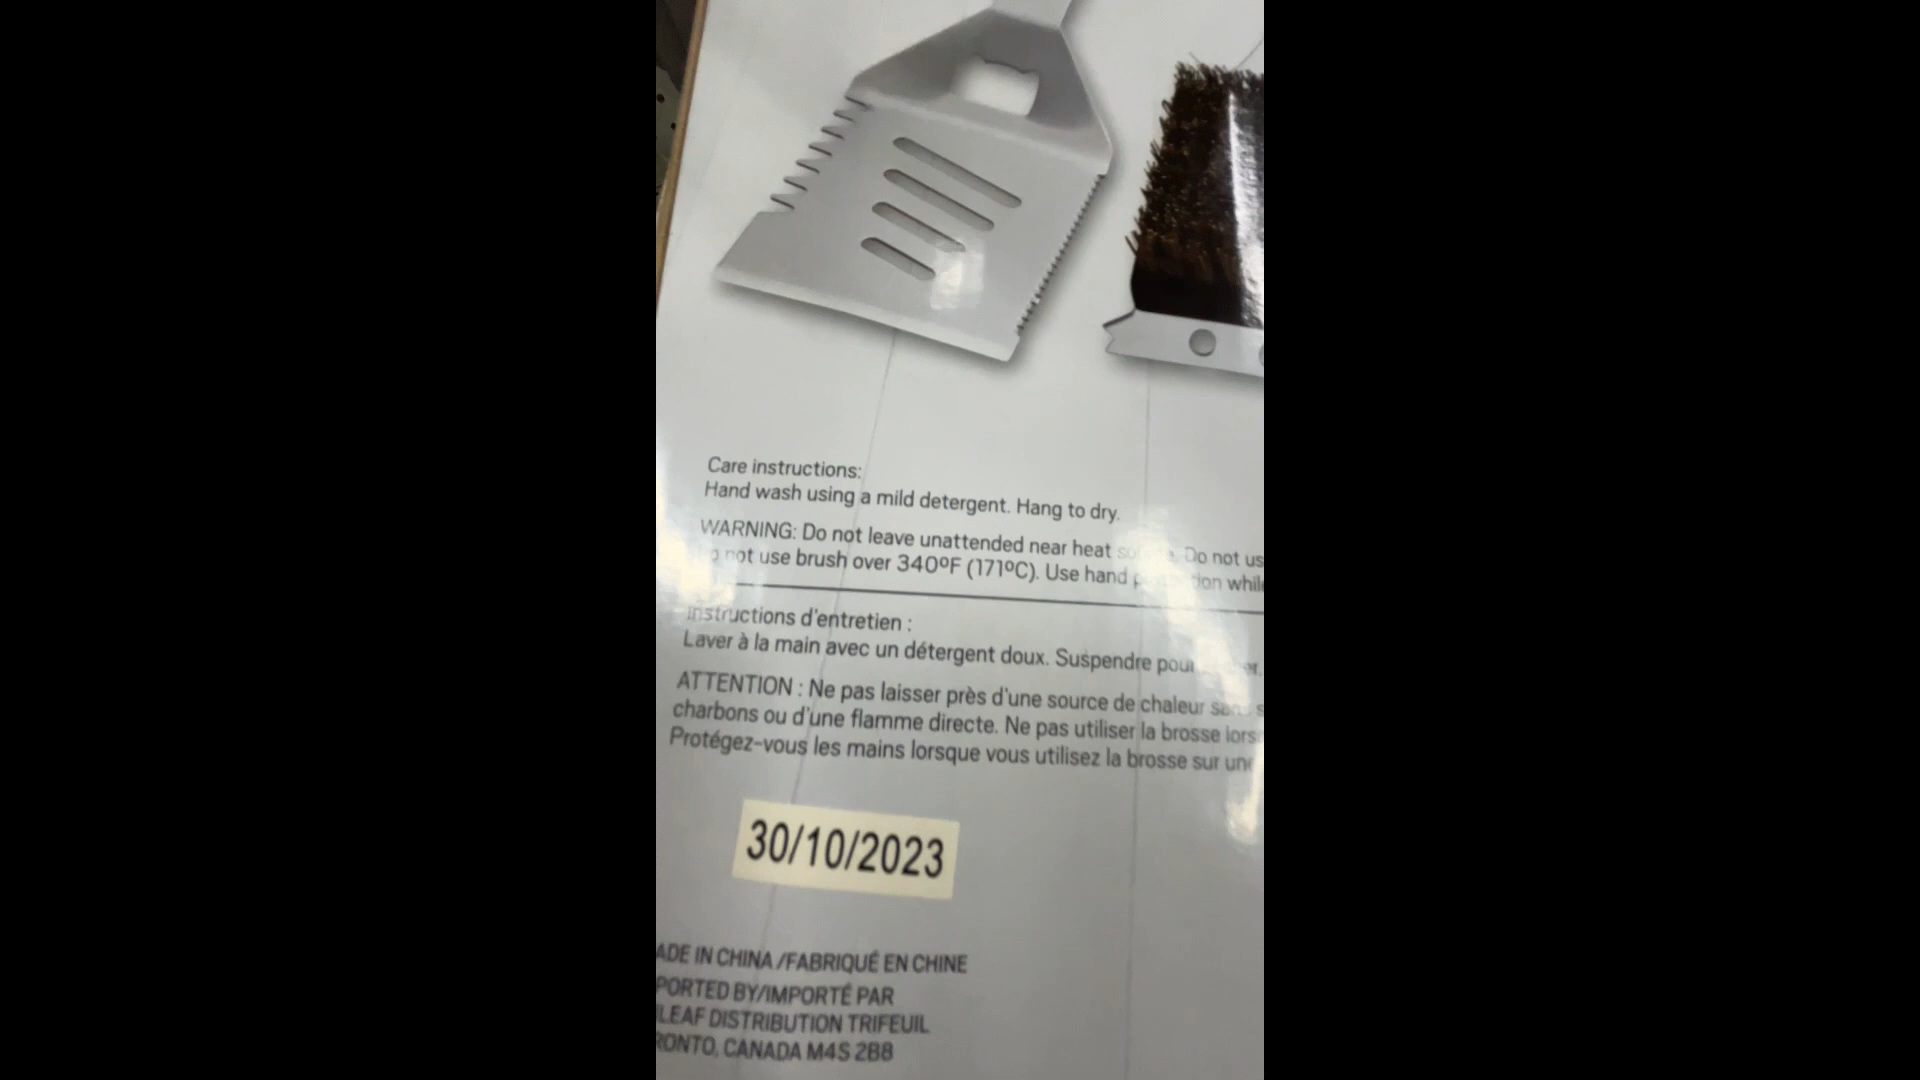 Care instructions:
Hand wash using a mild detergent. Hang to dry.
WARNING: Do not leave unattended near heat Do not us
not use brush over 340ºF (171ºC). Use hand whil
Instructions d'entretien :
Laver à la main avec un détergent doux. Suspendre pour
ATTENTION : Ne pas laisser près d'une source de chaleur s
charbons ou d'une flamme directe. Ne pas utiliser la brosse lors
Protégez-vous les mains lorsque vous utilisez la brosse sur une
30/10/2023
ADE IN CHINA /FABRIQUÉ EN CHINE
PORTED BY/IMPORTÉ PAR
LEAF DISTRIBUTION TRIFEUIL
RONTO, CANADA M4S 2B8